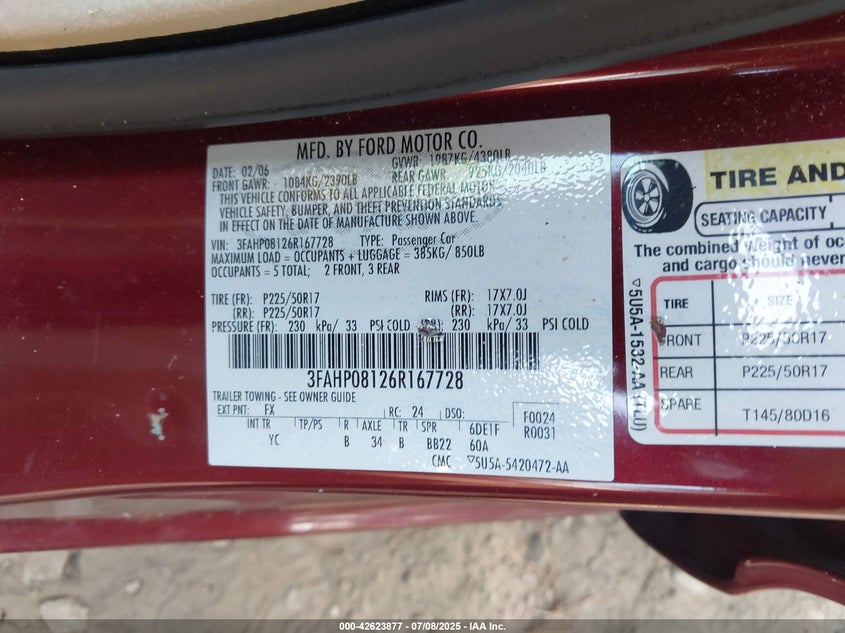 MFD. BY FORD MOTOR CO.
DATE: 02/06 GVWR: 1987KG/4380LB
FRONT GAWR: 1084KG/2390LB REAR GAWR: 925KG/2040LB
THIS VEHICLE CONFORMS TO ALL APPLICABLE FEDERAL MOTOR
VEHICLE SAFETY, BUMPER, AND THEFT PREVENTION STANDARDS
IN EFFECT ON THE DATE OF MANUFACTURE SHOWN ABOVE.
VIN: 3FAHP08126R167728 TYPE: Passenger Car
MAXIMUM LOAD = OCCUPANTS + LUGGAGE = 385KG/ 850LB
OCCUPANTS = 5 TOTAL; 2 FRONT, 3 REAR
TIRE (FR): P225/50R17 RIMS (FR): 17X7.0J
(RR): P225/50R17 (RR): 17X7.0J
PRESSURE (FR): 230 kPa/ 33 PSI COLD 230 kPa/ 33 PSI COLD
3FAHP08126R167728
TRAILER TOWING - SEE OWNER GUIDE
EXT PNT: FX RC: 24 DSO: F0024
INT TR TP/PS R AXLE TR SPR 6DE1F R0031
YC B 34 B BB22 60A
CMC ▽5U5A-5420472-AA
TIRE AND
SEATING CAPACITY
The combined weight of occ
and cargo should never
TIRE SIZE
FRONT P225/50R17
REAR P225/50R17
SPARE T145/80D16
000-42623877 - 07/08/2025 - IAA Inc.